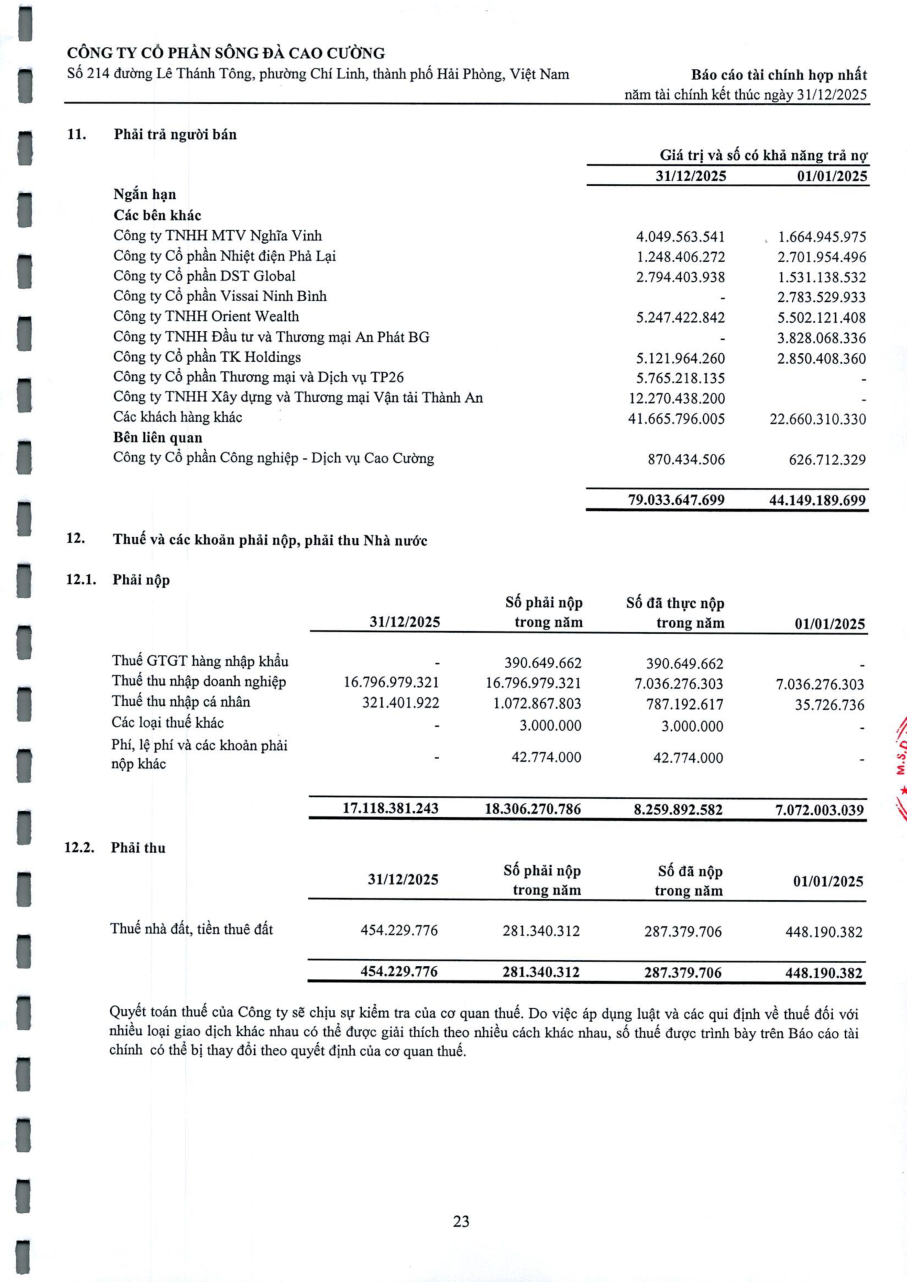 CÔNG TY CỔ PHẦN SÔNG ĐÀ CAO CƯỜNG
Số 214 đường Lê Thánh Tông, phường Chí Linh, thành phố Hải Phòng, Việt Nam
Báo cáo tài chính hợp nhất
năm tài chính kết thúc ngày 31/12/2025
11. Phải trả người bán
Giá trị và số có khả năng trả nợ
31/12/2025 01/01/2025
Ngắn hạn
Các bên khác
Công ty TNHH MTV Nghĩa Vinh 4.049.563.541 1.664.945.975
Công ty Cổ phần Nhiệt điện Phả Lại 1.248.406.272 2.701.954.496
Công ty Cổ phần DST Global 2.794.403.938 1.531.138.532
Công ty Cổ phần Vissai Ninh Bình - 2.783.529.933
Công ty TNHH Orient Wealth 5.247.422.842 5.502.121.408
Công ty TNHH Đầu tư và Thương mại An Phát BG - 3.828.068.336
Công ty Cổ phần TK Holdings 5.121.964.260 2.850.408.360
Công ty Cổ phần Thương mại và Dịch vụ TP26 5.765.218.135 -
Công ty TNHH Xây dựng và Thương mại Vận tải Thành An 12.270.438.200 -
Các khách hàng khác 41.665.796.005 22.660.310.330
Bên liên quan
Công ty Cổ phần Công nghiệp - Dịch vụ Cao Cường 870.434.506 626.712.329
79.033.647.699 44.149.189.699
12. Thuế và các khoản phải nộp, phải thu Nhà nước
12.1. Phải nộp
Số phải nộp Số đã thực nộp
31/12/2025 trong năm trong năm 01/01/2025
Thuế GTGT hàng nhập khẩu - 390.649.662 390.649.662 -
Thuế thu nhập doanh nghiệp 16.796.979.321 16.796.979.321 7.036.276.303 7.036.276.303
Thuế thu nhập cá nhân 321.401.922 1.072.867.803 787.192.617 35.726.736
Các loại thuế khác - 3.000.000 3.000.000 -
Phí, lệ phí và các khoản phải
nộp khác - 42.774.000 42.774.000 -
17.118.381.243 18.306.270.786 8.259.892.582 7.072.003.039
12.2. Phải thu
Số phải nộp Số đã nộp
31/12/2025 trong năm trong năm 01/01/2025
Thuế nhà đất, tiền thuê đất 454.229.776 281.340.312 287.379.706 448.190.382
454.229.776 281.340.312 287.379.706 448.190.382
Quyết toán thuế của Công ty sẽ chịu sự kiểm tra của cơ quan thuế. Do việc áp dụng luật và các qui định về thuế đối với
nhiều loại giao dịch khác nhau có thể được giải thích theo nhiều cách khác nhau, số thuế được trình bày trên Báo cáo tài
chính có thể bị thay đổi theo quyết định của cơ quan thuế.
23
M.S.D